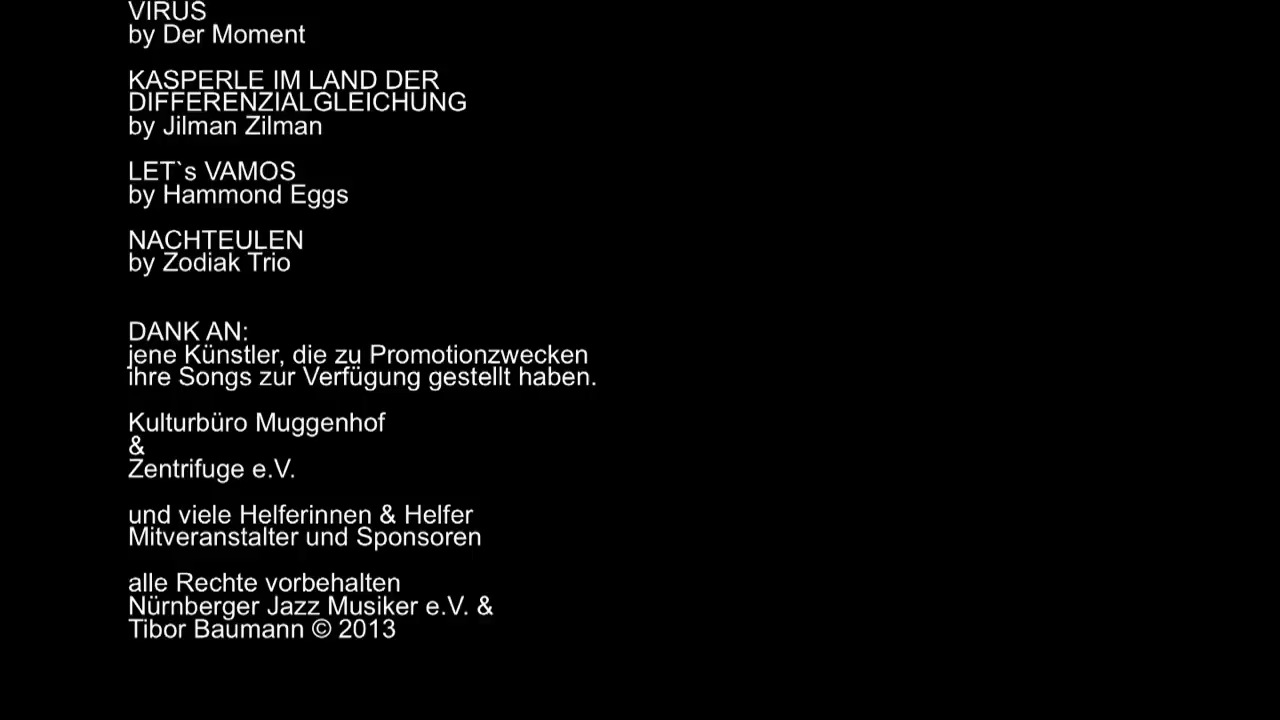 VIRUS
by Der Moment
KASPERLE IM LAND DER
DIFFERENZIALGLEICHUNG
by Jilman Zilman
LET`s VAMOS
by Hammond Eggs
NACHTEULEN
by Zodiak Trio
DANK AN:
jene Künstler, die zu Promotionzwecken
ihre Songs zur Verfügung gestellt haben.
Kulturbüro Muggenhof
&
Zentrifuge e.V.
und viele Helferinnen & Helfer
Mitveranstalter und Sponsoren
alle Rechte vorbehalten
Nürnberger Jazz Musiker e.V. &
Tibor Baumann © 2013